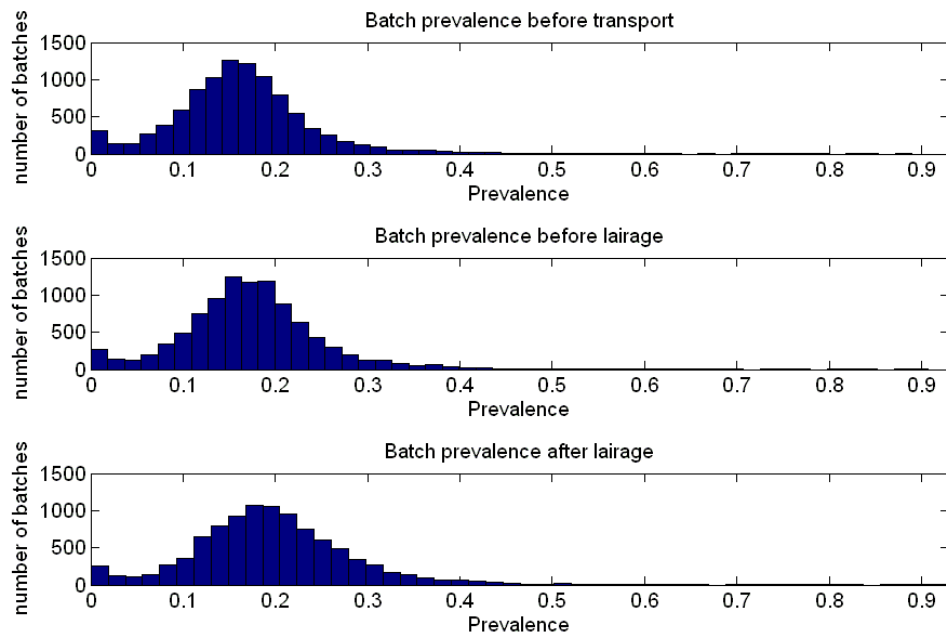 Batch prevalence before transport
1500
1000
500
0
number of batches
0 0.1 0.2 0.3 0.4 0.5 0.6 0.7 0.8 0.9
Prevalence
Batch prevalence before lairage
1500
1000
500
0
number of batches
0 0.1 0.2 0.3 0.4 0.5 0.6 0.7 0.8 0.9
Prevalence
Batch prevalence after lairage
1500
1000
500
0
number of batches
0 0.1 0.2 0.3 0.4 0.5 0.6 0.7 0.8 0.9
Prevalence